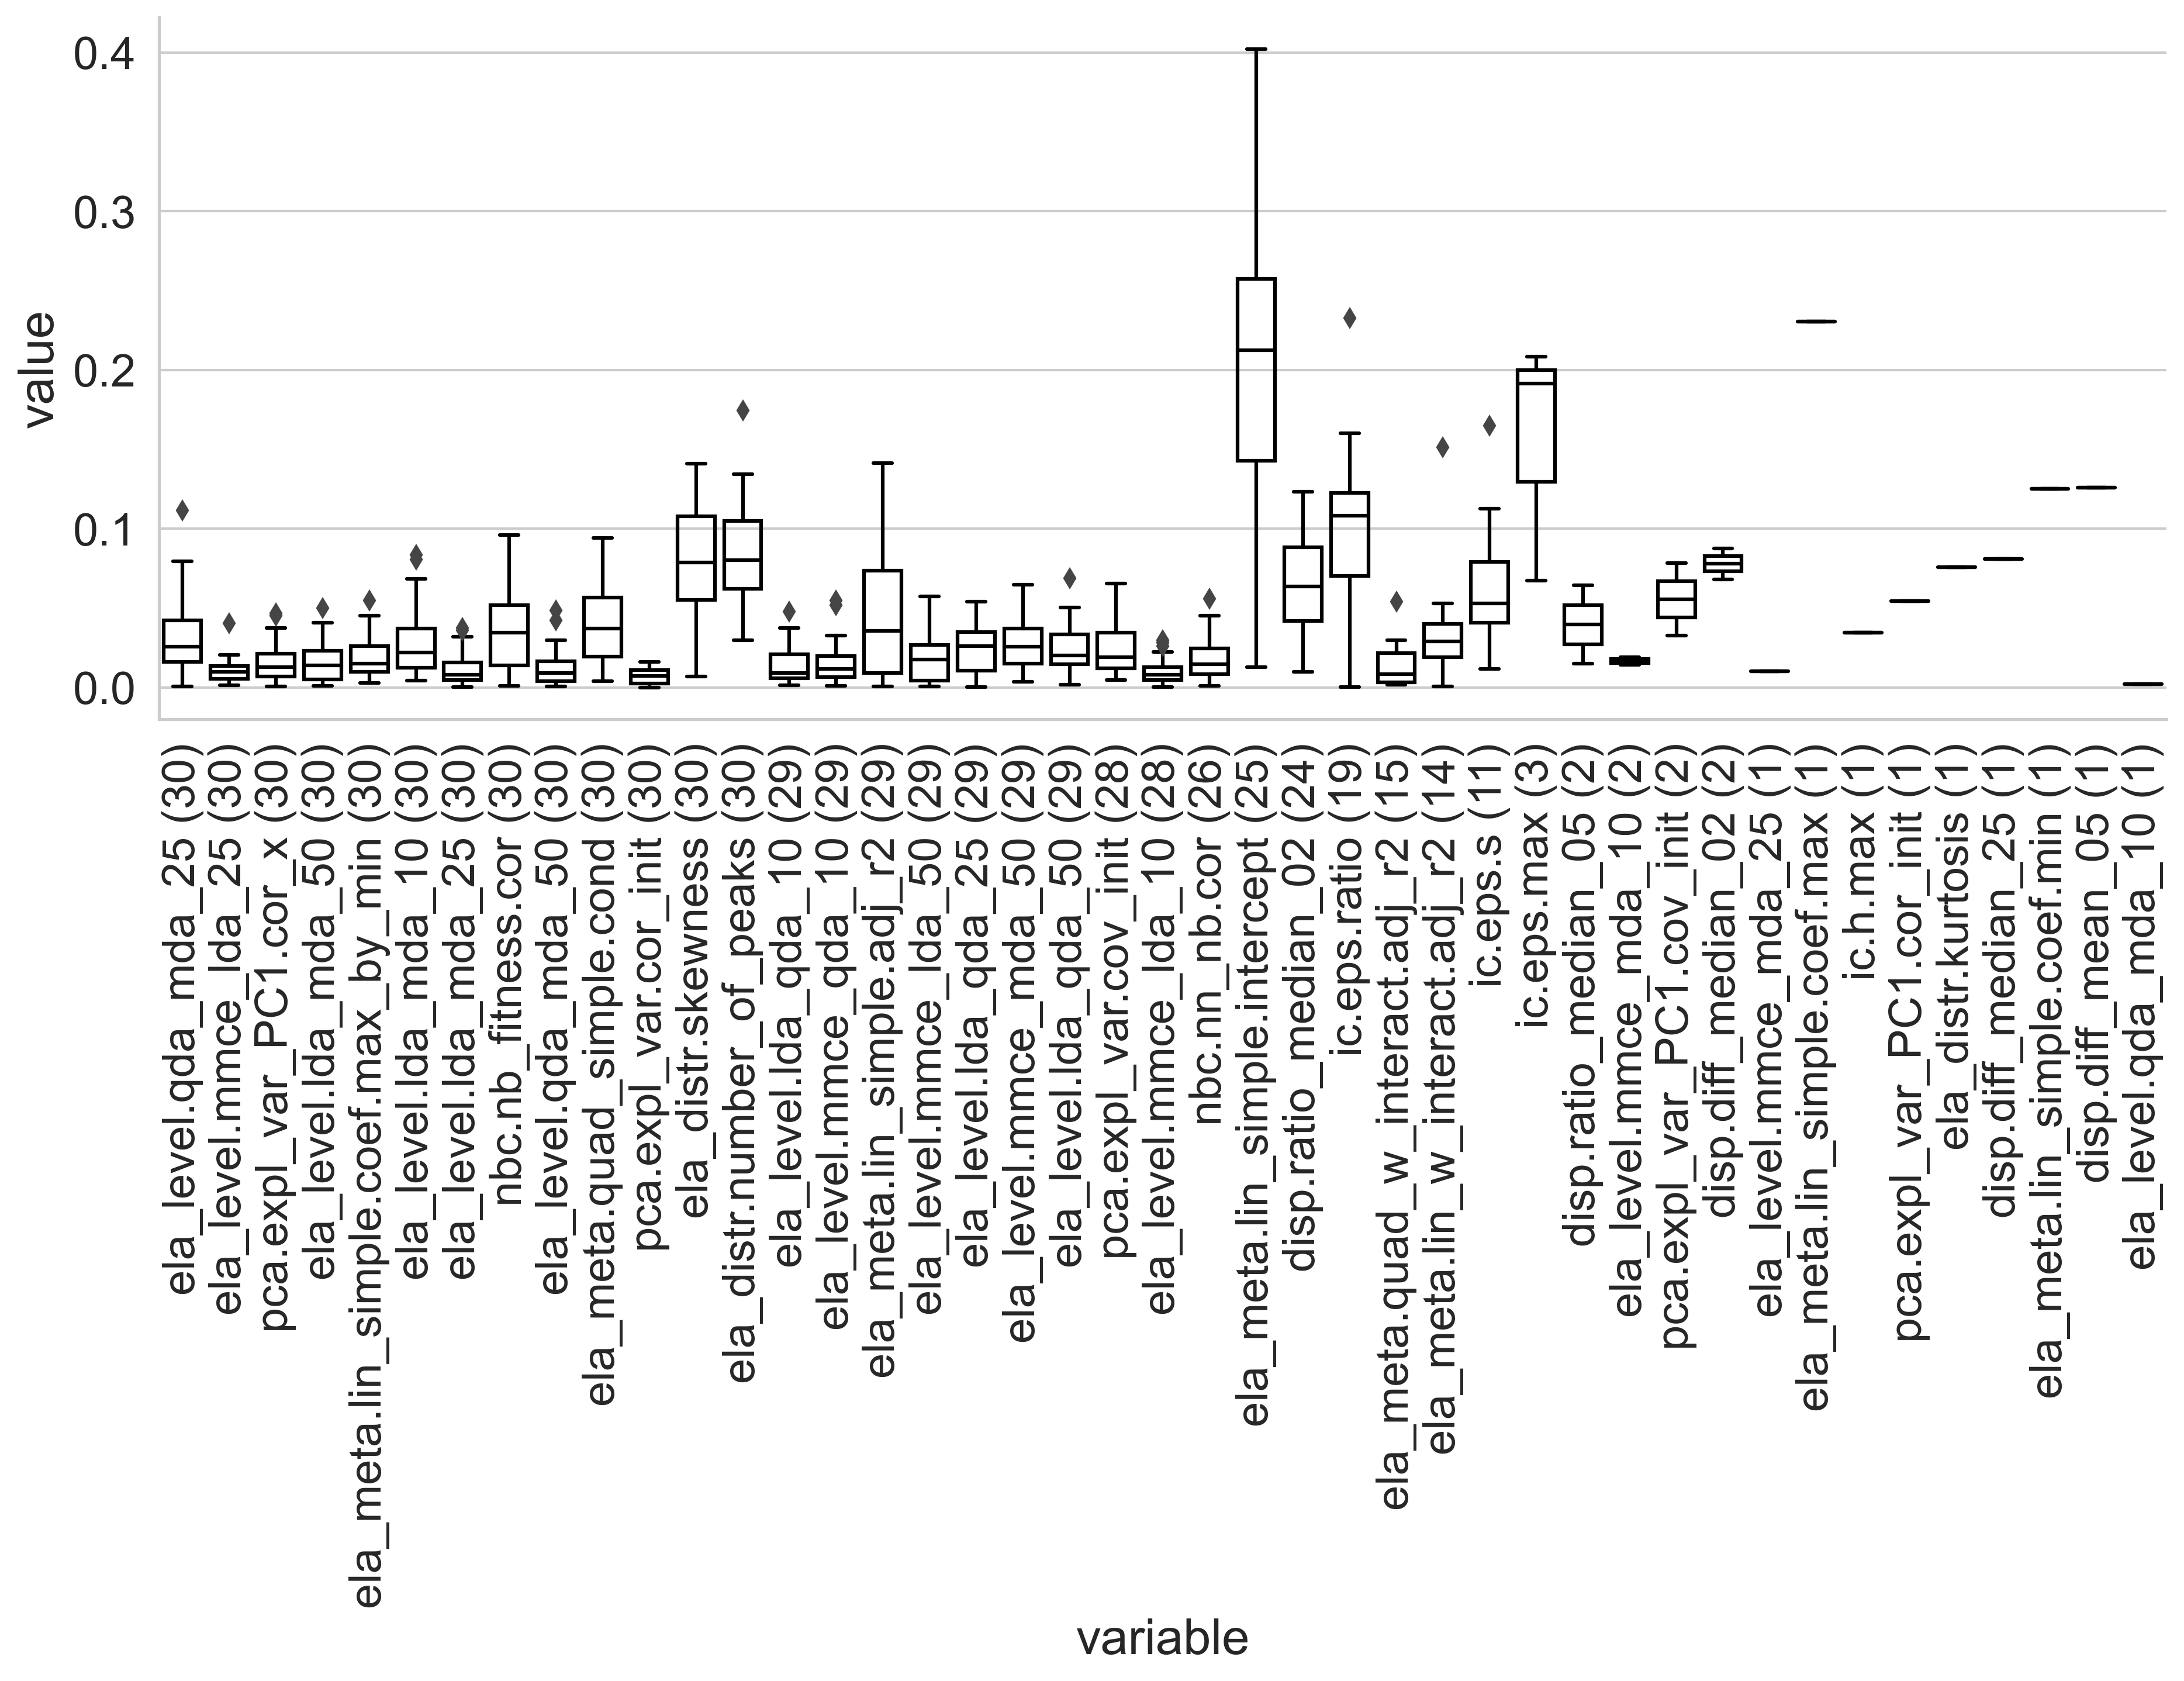 0.4
0.3
0.2
0.1
0.0
value
ela_level.qda_mda_25 (30)
ela_level.mmce_lda_25 (30)
pca.expl_var_PC1.cor_x (30)
ela_level.lda_mda_50 (30)
ela_meta.lin_simple.coef.max_by_min (30)
ela_level.lda_mda_10 (30)
ela_level.lda_mda_25 (30)
nbc.nb_fitness.cor (30)
ela_level.qda_mda_50 (30)
ela_meta.quad_simple.cond (30)
pca.expl_var.cor_init (30)
ela_distr.skewness (30)
ela_distr.number_of_peaks (30)
ela_level.lda_qda_10 (29)
ela_level.mmce_qda_10 (29)
ela_meta.lin_simple.adj_r2 (29)
ela_level.mmce_lda_50 (29)
ela_level.lda_qda_25 (29)
ela_level.mmce_mda_50 (29)
ela_level.lda_qda_50 (29)
pca.expl_var.cov_init (28)
ela_level.mmce_lda_10 (28)
nbc.nn_nb.cor (26)
ela_meta.lin_simple.intercept (25)
disp.ratio_median_02 (24)
ic.eps.ratio (19)
ela_meta.quad_w_interact.adj_r2 (15)
ela_meta.lin_w_interact.adj_r2 (14)
ic.eps.s (11)
ic.eps.max (3)
disp.ratio_median_05 (2)
ela_level.mmce_mda_10 (2)
pca.expl_var_PC1.cov_init (2)
disp.diff_median_02 (2)
ela_level.mmce_mda_25 (1)
ela_meta.lin_simple.coef.max (1)
ic.h.max (1)
pca.expl_var_PC1.cor_init (1)
ela_distr.kurtosis (1)
disp.diff_median_25 (1)
ela_meta.lin_simple.coef.min (1)
disp.diff_mean_05 (1)
ela_level.qda_mda_10 (1)
variable